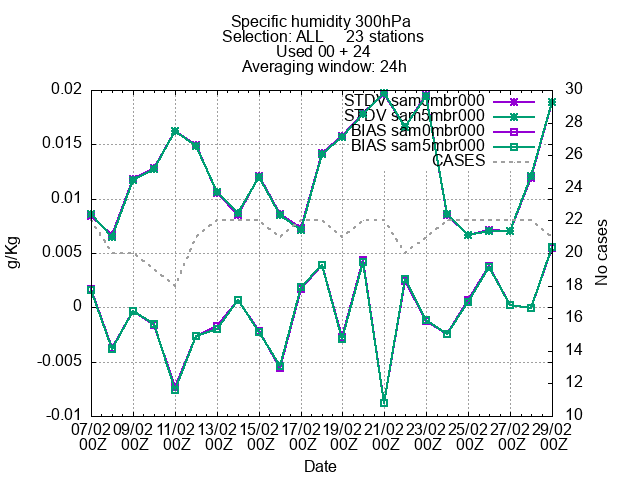 Specific humidity 300hPa
Selection: ALL 23 stations
Used 00 + 24
Averaging window: 24h
STDV sam0mbr000
STDV sam5mbr000
BIAS sam0mbr000
BIAS sam5mbr000
CASES
0.02
0.015
0.01
0.005
0
-0.005
-0.01
g/Kg
30
28
26
24
22
20
18
16
14
12
10
No cases
07/02 09/02 11/02 13/02 15/02 17/02 19/02 21/02 23/02 25/02 27/02 29/02
00Z 00Z 00Z 00Z 00Z 00Z 00Z 00Z 00Z 00Z 00Z 00Z
Date